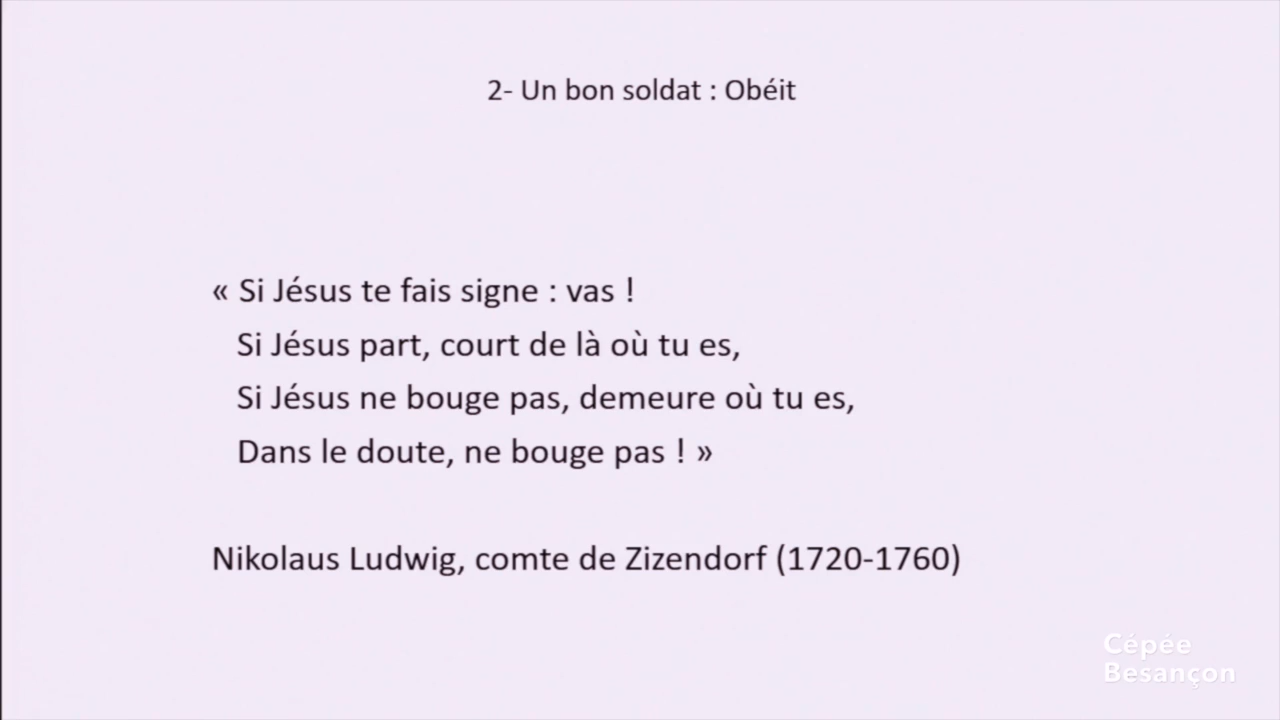 2- Un bon soldat : Obéit
« Si Jésus te fais signe : vas !
Si Jésus part, court de là où tu es,
Si Jésus ne bouge pas, demeure où tu es,
Dans le doute, ne bouge pas ! »
Nikolaus Ludwig, comte de Zizendorf (1720-1760)
Cépée
Besançon